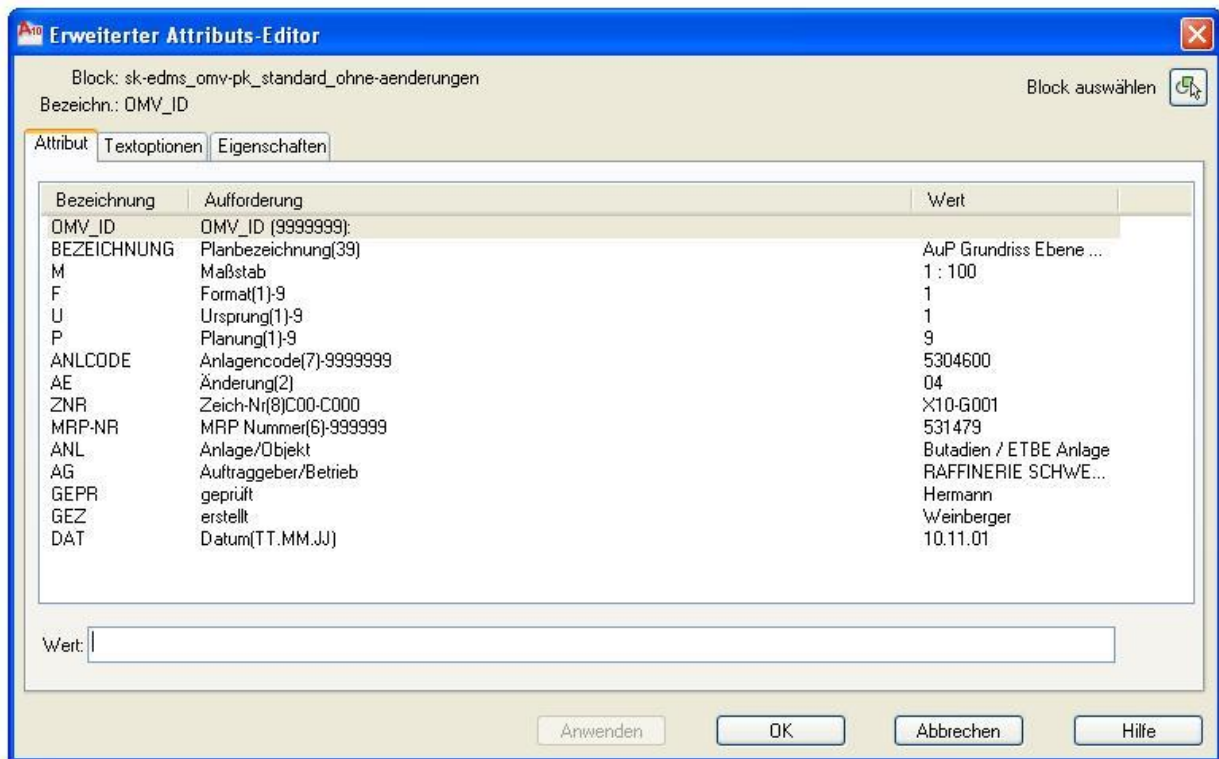 A10 Erweiterter Attributs-Editor
Block: sk-edms_omv-pk_standard_ohne-aenderungen
Block auswählen
Bezeichn.: OMV_ID
Attribut Textoptionen Eigenschaften
Bezeichnung Aufforderung Wert
OMV_ID OMV_ID (9999999):
BEZEICHNUNG Planbezeichnung(39) AuP Grundriss Ebene ...
M Maßstab 1 : 100
F Format(1)-9 1
U Ursprung(1)-9 1
P Planung(1)-9 9
ANLCODE Anlagencode(7)-9999999 5304600
AE Änderung(2) 04
ZNR Zeich-Nr(8)C00-C000 X10-G001
MRP-NR MRP Nummer(6)-999999 531479
ANL Anlage/Objekt Butadien / ETBE Anlage
AG Auftraggeber/Betrieb RAFFINERIE SCHWE...
GEPR geprüft Hermann
GEZ erstellt Weinberger
DAT Datum(TT.MM.JJ) 10.11.01
Wert:
Anwenden OK Abbrechen Hilfe